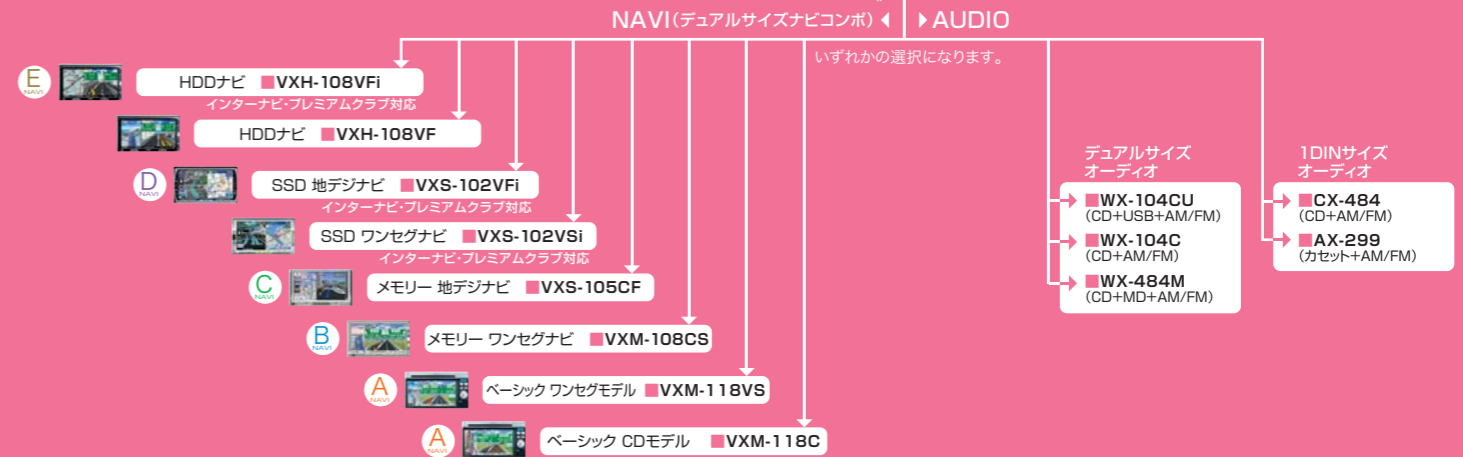 NAVI(デュアルサイズナビコンポ)◀ ▶AUDIO
いずれかの選択になります。
E NAVI HDDナビ ■VXH-108VFi
インターナビ・プレミアムクラブ対応
HDDナビ ■VXH-108VF
D NAVI SSD 地デジナビ ■VXS-102VFi
インターナビ・プレミアムクラブ対応
SSD ワンセグナビ ■VXS-102VSi
インターナビ・プレミアムクラブ対応
C NAVI メモリー 地デジナビ ■VXS-105CF
B NAVI メモリー ワンセグナビ ■VXM-108CS
A NAVI ベーシック ワンセグモデル ■VXM-118VS
A NAVI ベーシック CDモデル ■VXM-118C
デュアルサイズ
オーディオ
■WX-104CU
(CD+USB+AM/FM)
■WX-104C
(CD+AM/FM)
■WX-484M
(CD+MD+AM/FM)
1DINサイズ
オーディオ
■CX-484
(CD+AM/FM)
■AX-299
(カセット+AM/FM)